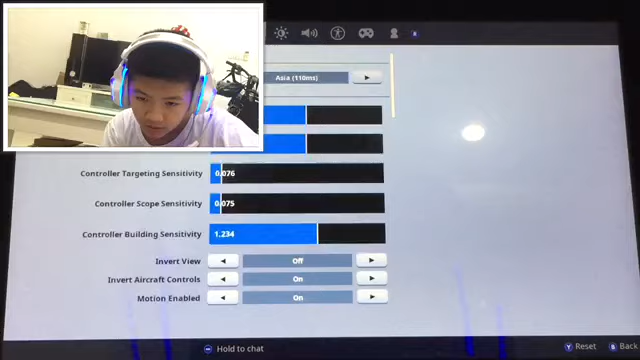 Asia (110ms)
Controller Targeting Sensitivity 0.076
Controller Scope Sensitivity 0.075
Controller Building Sensitivity 1.234
Invert View Off
Invert Aircraft Controls On
Motion Enabled On
Hold to chat
Y Reset B Back